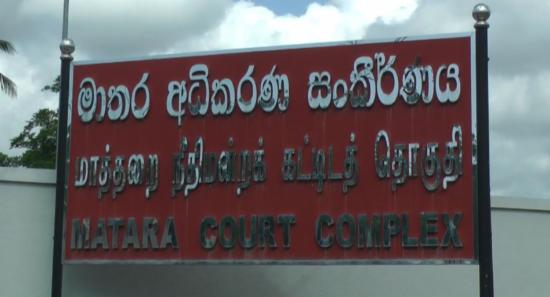 මාතර අධිකරණ සංකීර්ණය
மாத்தறை நீதிமன்றக் கட்டிடத் தொகுதி
MATARA COURT COMPLEX